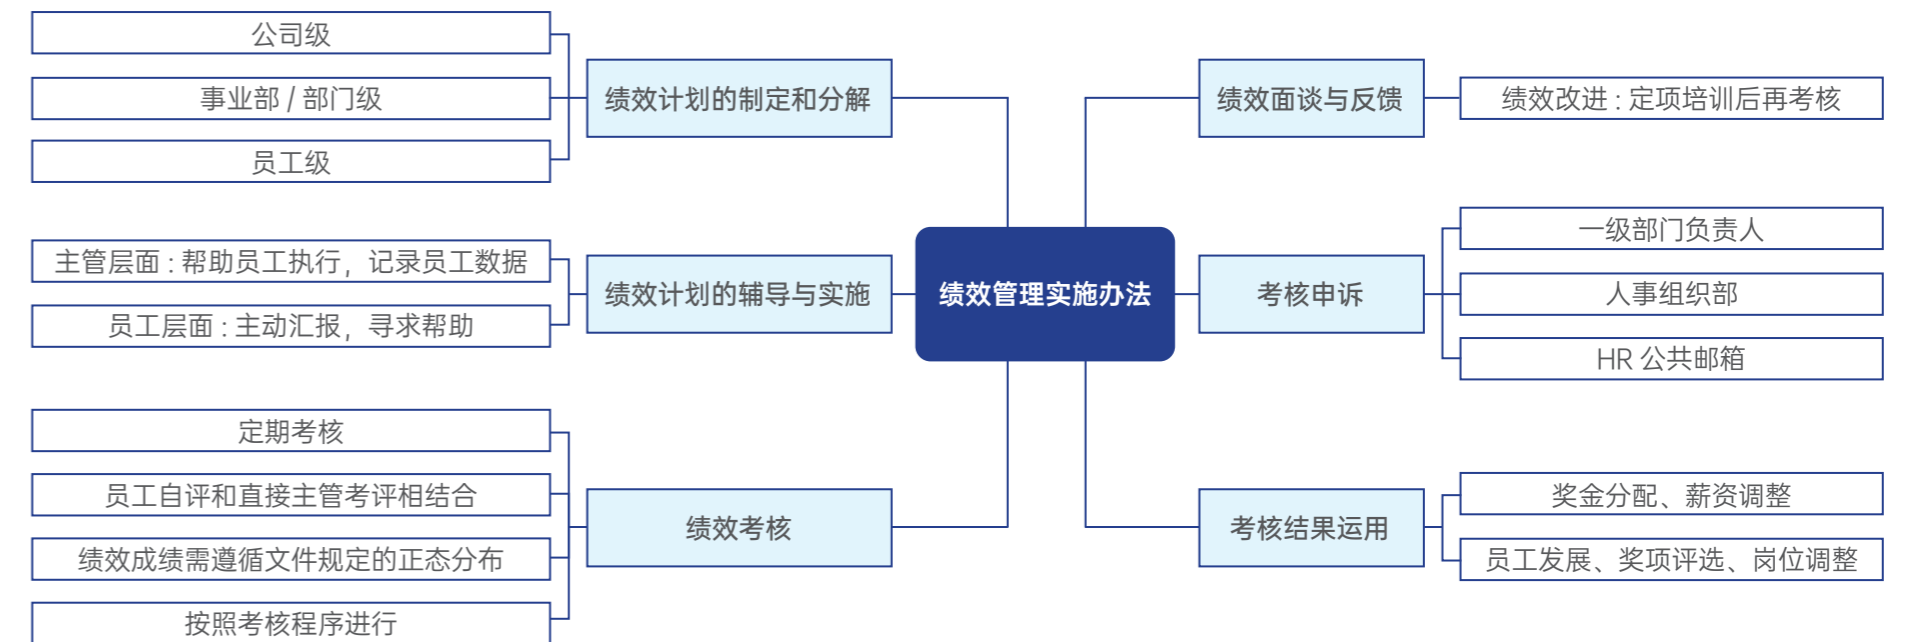 公司级
事业部 / 部门级
员工级
绩效计划的制定和分解
主管层面 : 帮助员工执行，记录员工数据
员工层面 : 主动汇报，寻求帮助
绩效计划的辅导与实施
定期考核
员工自评和直接主管考评相结合
绩效成绩需遵循文件规定的正态分布
按照考核程序进行
绩效考核
绩效管理实施办法
绩效面谈与反馈
绩效改进 : 定项培训后再考核
考核申诉
一级部门负责人
人事组织部
HR 公共邮箱
考核结果运用
奖金分配、薪资调整
员工发展、奖项评选、岗位调整